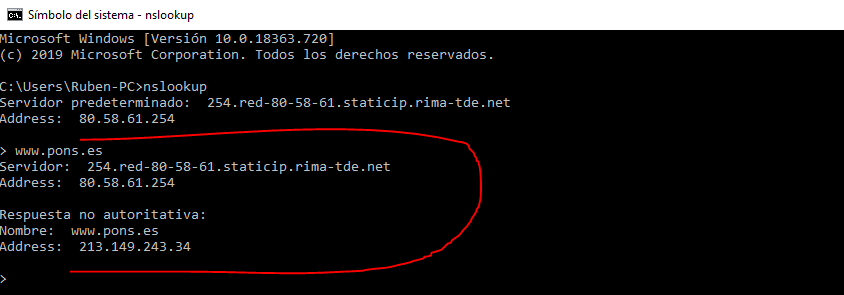 Símbolo del sistema - nslookup
Microsoft Windows [Versión 10.0.18363.720]
(c) 2019 Microsoft Corporation. Todos los derechos reservados.
C:\Users\Ruben-PC>nslookup
Servidor predeterminado:  254.red-80-58-61.staticip.rima-tde.net
Address:  80.58.61.254
> www.pons.es
Servidor:  254.red-80-58-61.staticip.rima-tde.net
Address:  80.58.61.254
Respuesta no autoritativa:
Nombre:  www.pons.es
Address:  213.149.243.34
>